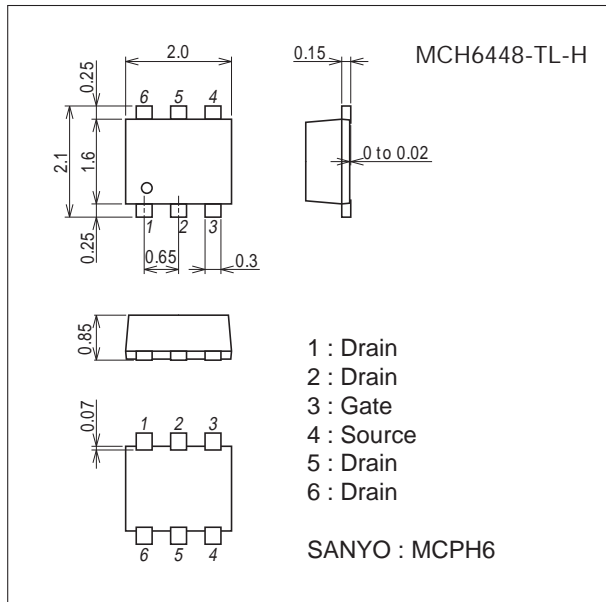 MCH6448-TL-H
2.0
0.15
0.25
6 5 4
2.1
1.6
0 to 0.02
0.25
1 2 3
0.65
0.3
0.85
1 : Drain
2 : Drain
3 : Gate
4 : Source
5 : Drain
6 : Drain
0.07
1 2 3
6 5 4
SANYO : MCPH6